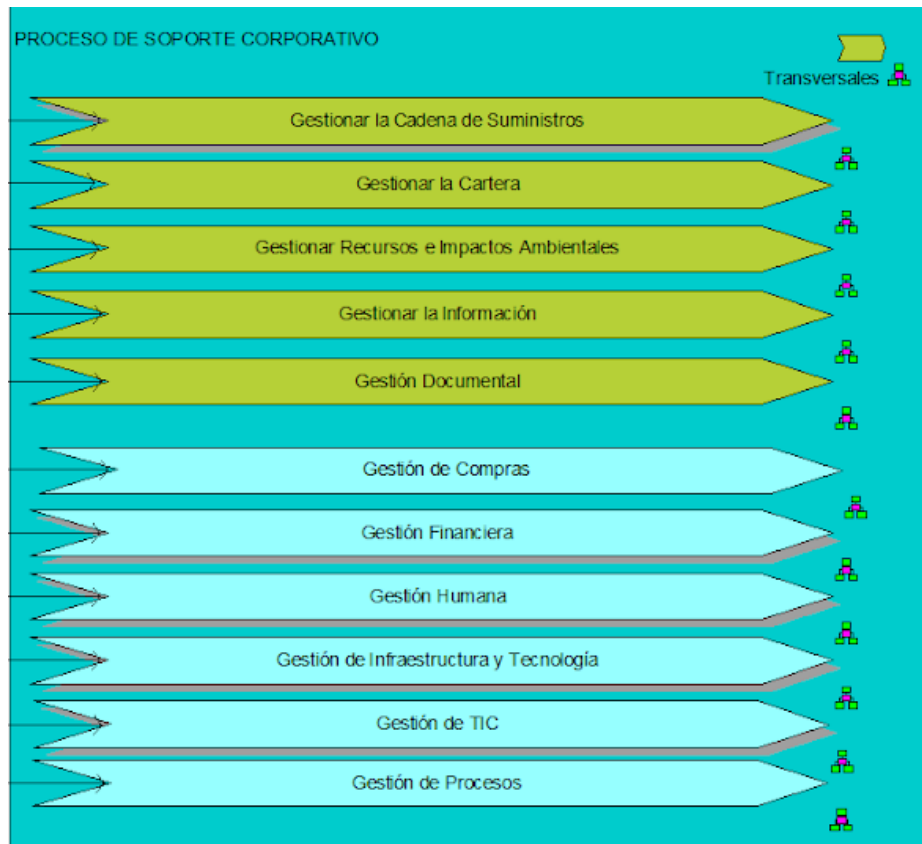 PROCESO DE SOPORTE CORPORATIVO
Transversales
Gestionar la Cadena de Suministros
Gestionar la Cartera
Gestionar Recursos e Impactos Ambientales
Gestionar la Información
Gestión Documental
Gestión de Compras
Gestión Financiera
Gestión Humana
Gestión de Infraestructura y Tecnología
Gestión de TIC
Gestión de Procesos